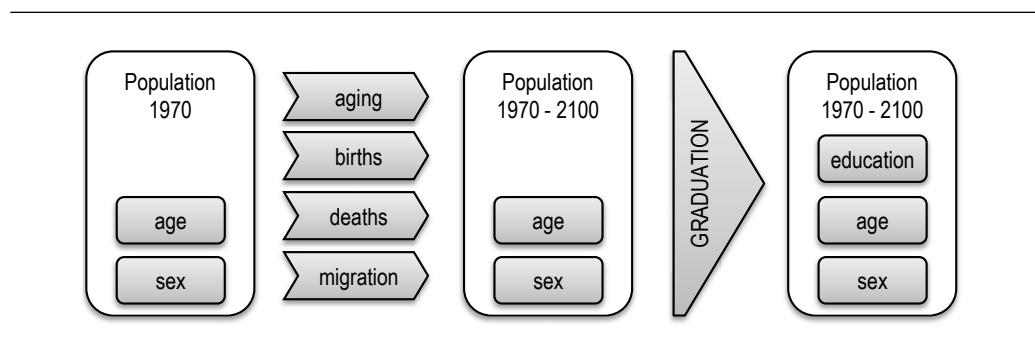 Population
1970
age
sex
aging
births
deaths
migration
Population
1970 - 2100
age
sex
GRADUATION
Population
1970 - 2100
education
age
sex